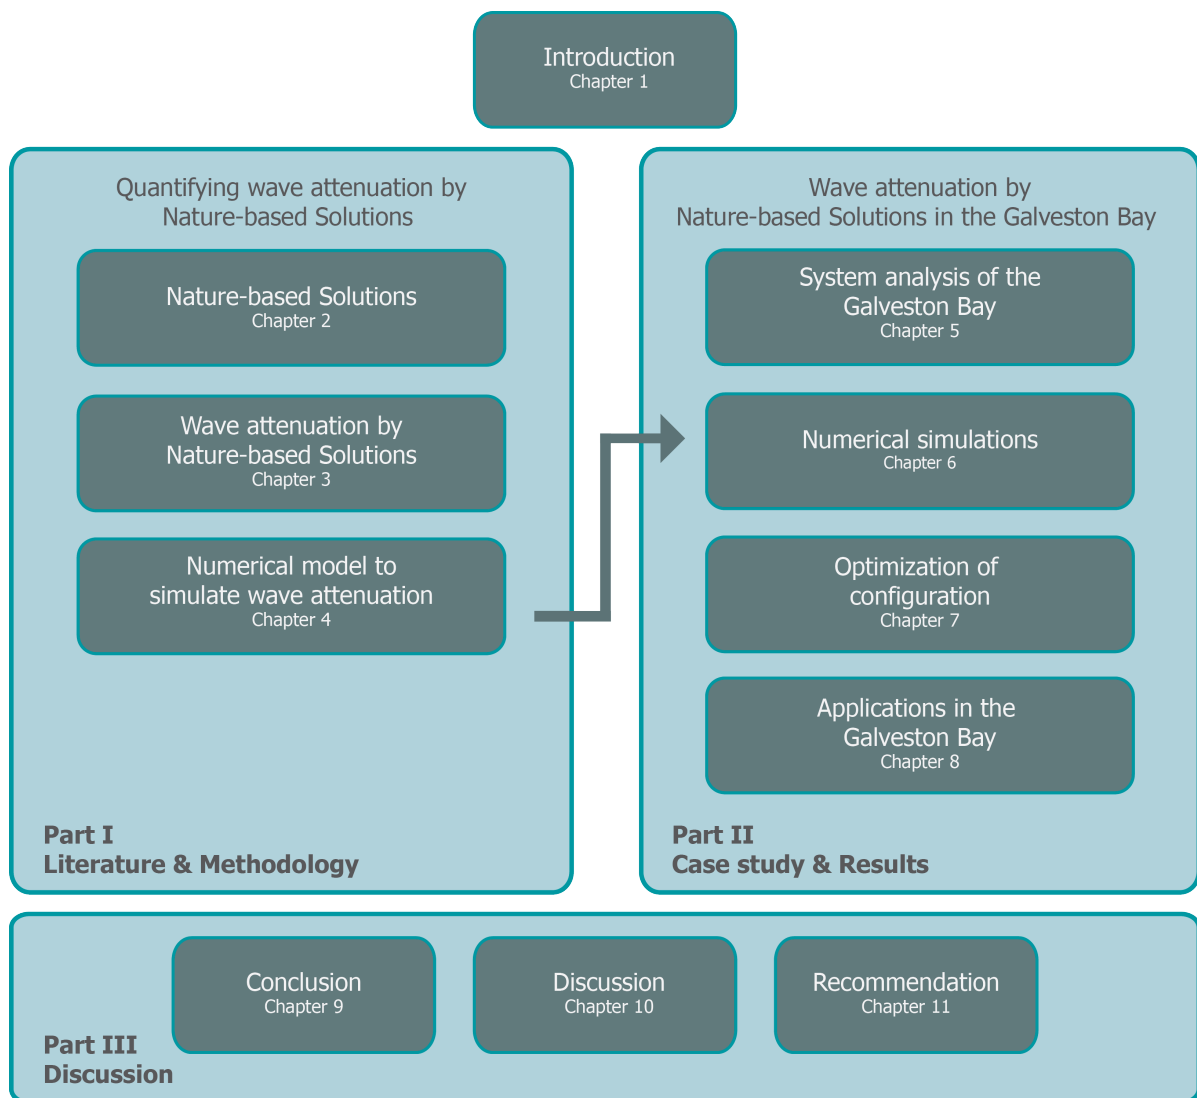 Introduction
Chapter 1
Quantifying wave attenuation by
Nature-based Solutions
Nature-based Solutions
Chapter 2
Wave attenuation by
Nature-based Solutions
Chapter 3
Numerical model to
simulate wave attenuation
Chapter 4
Part I
Literature & Methodology
Wave attenuation by
Nature-based Solutions in the Galveston Bay
System analysis of the
Galveston Bay
Chapter 5
Numerical simulations
Chapter 6
Optimization of
configuration
Chapter 7
Applications in the
Galveston Bay
Chapter 8
Part II
Case study & Results
Conclusion
Chapter 9
Discussion
Chapter 10
Recommendation
Chapter 11
Part III
Discussion